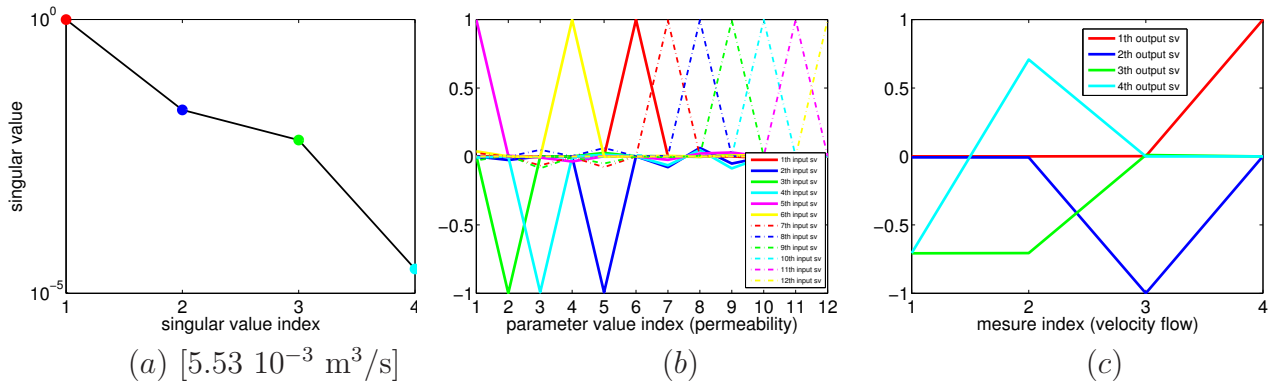 10^0
10^-5
singular value
1 2 3 4
singular value index
(a) [5.53 10^-3 m^3/s]
1
0.5
0
−0.5
−1
1 2 3 4 5 6 7 8 9 10 11 12
parameter value index (permeability)
1th input sv
2th input sv
3th input sv
4th input sv
5th input sv
6th input sv
7th input sv
8th input sv
9th input sv
10th input sv
11th input sv
12th input sv
(b)
1
0.5
0
−0.5
−1
1 2 3 4
mesure index (velocity flow)
1th output sv
2th output sv
3th output sv
4th output sv
(c)